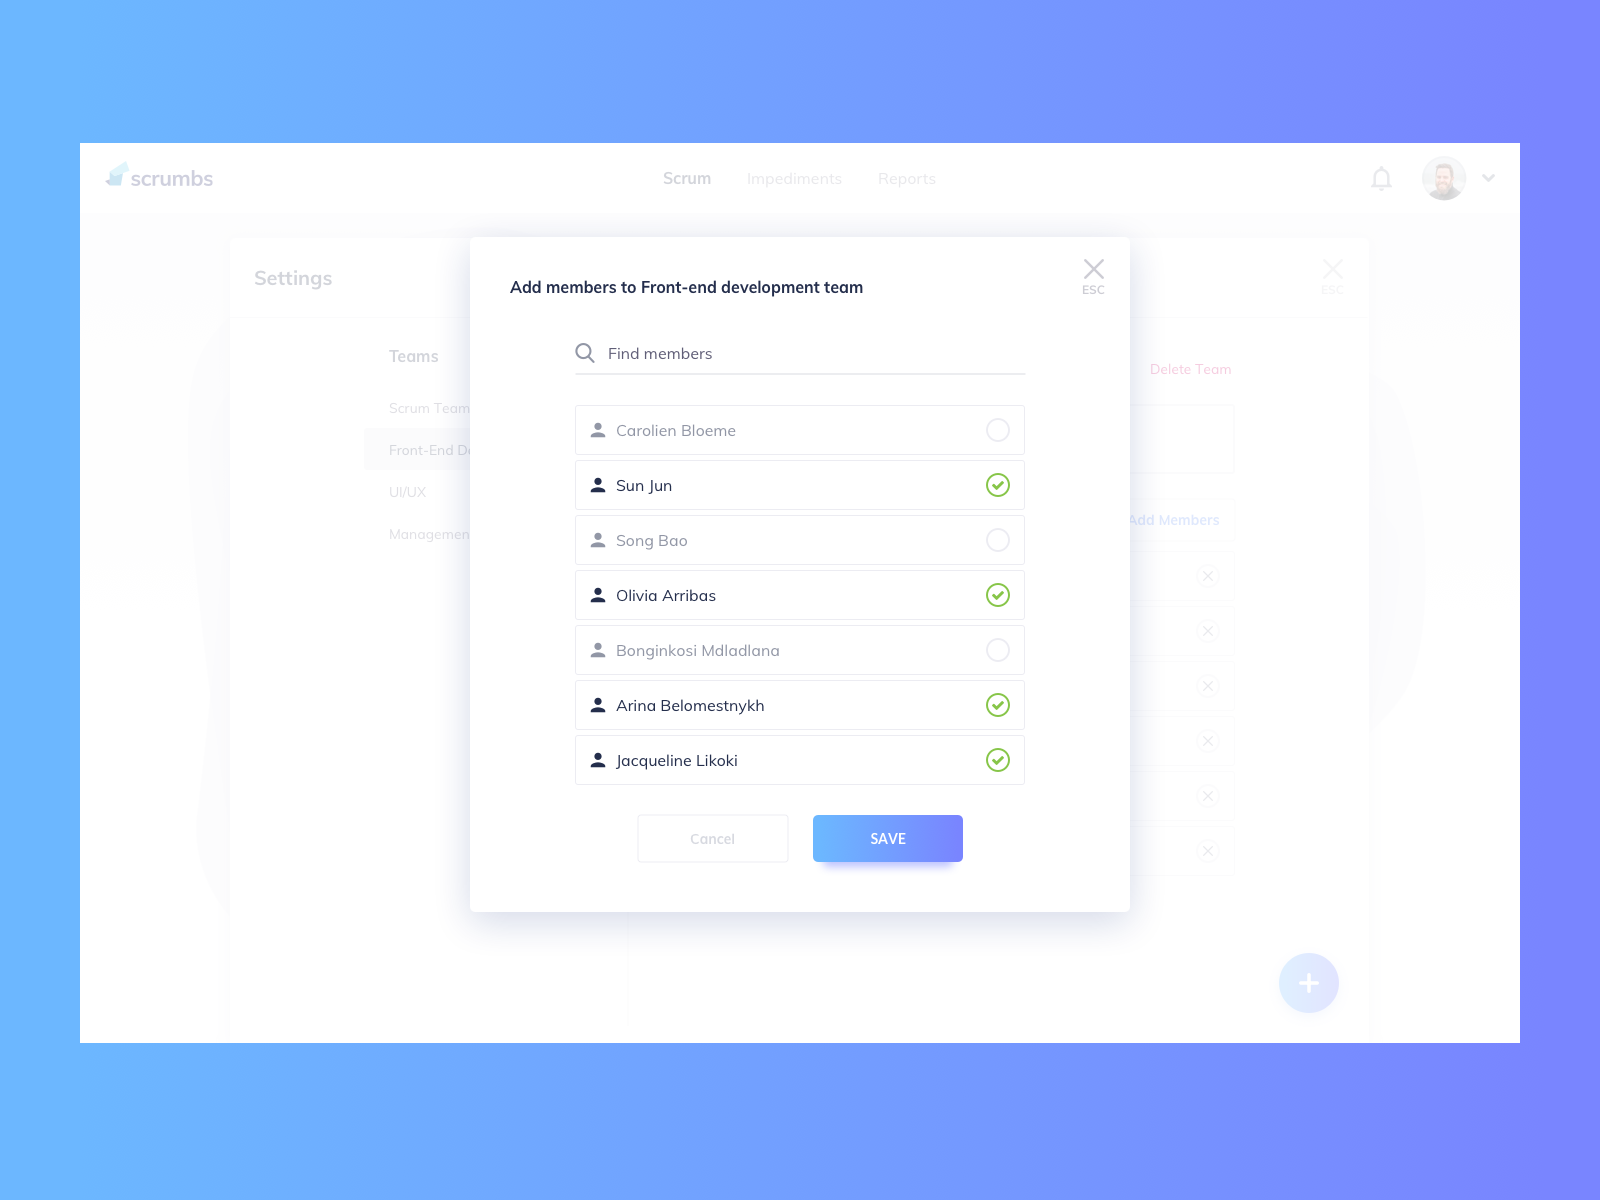 scrumbs
Scrum Impediments Reports
Settings
ESC
Teams
Scrum Team
Front-End De
UI/UX
Management
Delete Team
Add Members
Add members to Front-end development team
ESC
Find members
Carolien Bloeme
Sun Jun
Song Bao
Olivia Arribas
Bonginkosi Mdladlana
Arina Belomestnykh
Jacqueline Likoki
Cancel
SAVE